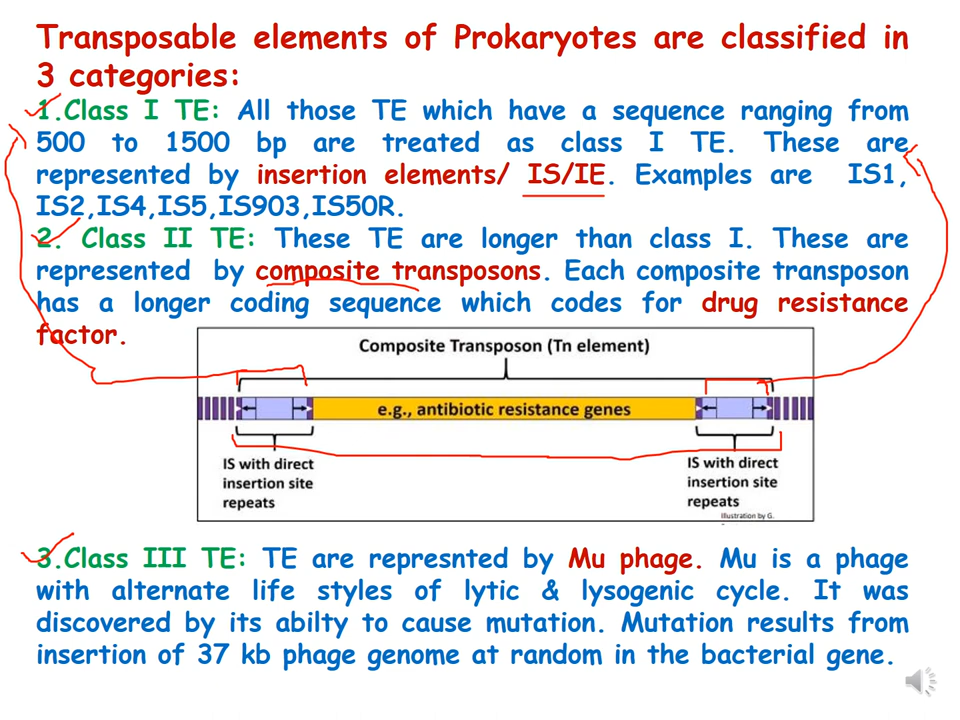 Transposable elements of Prokaryotes are classified in
3 categories:
1.Class I TE: All those TE which have a sequence ranging from
500 to 1500 bp are treated as class I TE. These are
represented by insertion elements/ IS/IE. Examples are IS1,
IS2,IS4,IS5,IS903,IS50R.
2. Class II TE: These TE are longer than class I. These are
represented by composite transposons. Each composite transposon
has a longer coding sequence which codes for drug resistance
factor.
Composite Transposon (Tn element)
e.g., antibiotic resistance genes
IS with direct
insertion site
repeats
IS with direct
insertion site
repeats
Illustration by G.
3.Class III TE: TE are represnted by Mu phage. Mu is a phage
with alternate life styles of lytic & lysogenic cycle. It was
discovered by its abilty to cause mutation. Mutation results from
insertion of 37 kb phage genome at random in the bacterial gene.